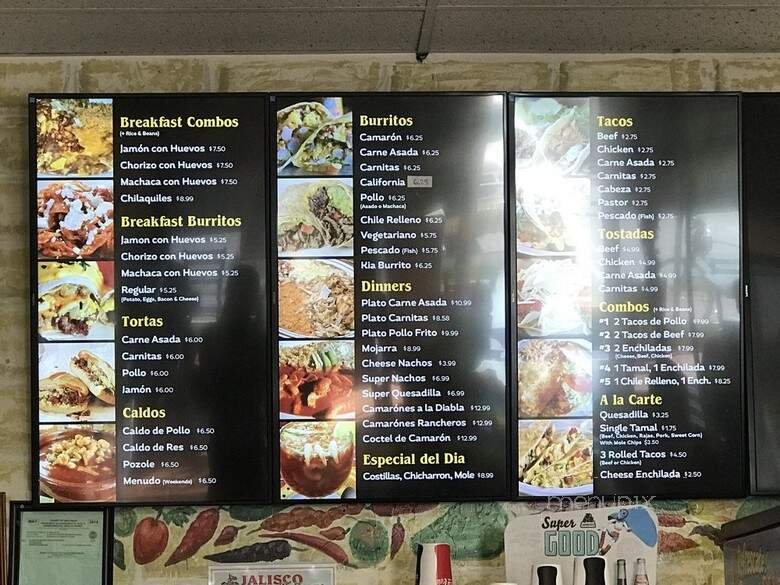 Breakfast Combos
(+ Rice & Beans)
Jamón con Huevos $7.50
Chorizo con Huevos $7.50
Machaca con Huevos $7.50
Chilaquiles $8.99
Breakfast Burritos
Jamon con Huevos $5.25
Chorizo con Huevos $5.25
Machaca con Huevos $5.25
Regular $5.25
(Potato, Eggs, Bacon & Cheese)
Tortas
Carne Asada $6.00
Carnitas $6.00
Pollo $6.00
Jamón $6.00
Caldos
Caldo de Pollo $6.50
Caldo de Res $6.50
Pozole $6.50
Menudo (Weekends) $6.50
Burritos
Camarón $6.25
Carne Asada $6.25
Carnitas $6.25
California 6.25
Pollo $6.25
(Asado o Machaca)
Chile Relleno $6.25
Vegetariano $5.75
Pescado (Fish) $5.75
Kia Burrito $6.25
Dinners
Plato Carne Asada $10.99
Plato Carnitas $8.58
Plato Pollo Frito $9.99
Mojarra $8.99
Cheese Nachos $3.99
Super Nachos $6.99
Super Quesadilla $6.99
Camarónes a la Diabla $12.99
Camarónes Rancheros $12.99
Coctel de Camarón $12.99
Especial del Dia
Costillas, Chicharron, Mole $8.99
Tacos
Beef $2.75
Chicken $2.75
Carne Asada $2.75
Carnitas $2.75
Cabeza $2.75
Pastor $2.75
Pescado (Fish) $2.75
Tostadas
Beef $4.99
Chicken $4.99
Carne Asada $4.99
Carnitas $4.99
Combos (+ Rice & Beans)
#1 2 Tacos de Pollo $7.99
#2 2 Tacos de Beef $7.99
#3 2 Enchiladas $7.99
(Cheese, Beef, Chicken)
#4 1 Tamal, 1 Enchilada $7.99
#5 1 Chile Relleno, 1 Ench. $8.25
A la Carte
Quesadilla $3.25
Single Tamal $1.75
(Beef, Chicken, Rajas, Pork, Sweet Corn)
With Mole Chips $2.50
3 Rolled Tacos $4.50
(Beef or Chicken)
Cheese Enchilada $2.50
menupix
Super
GOOD!
JALISCO